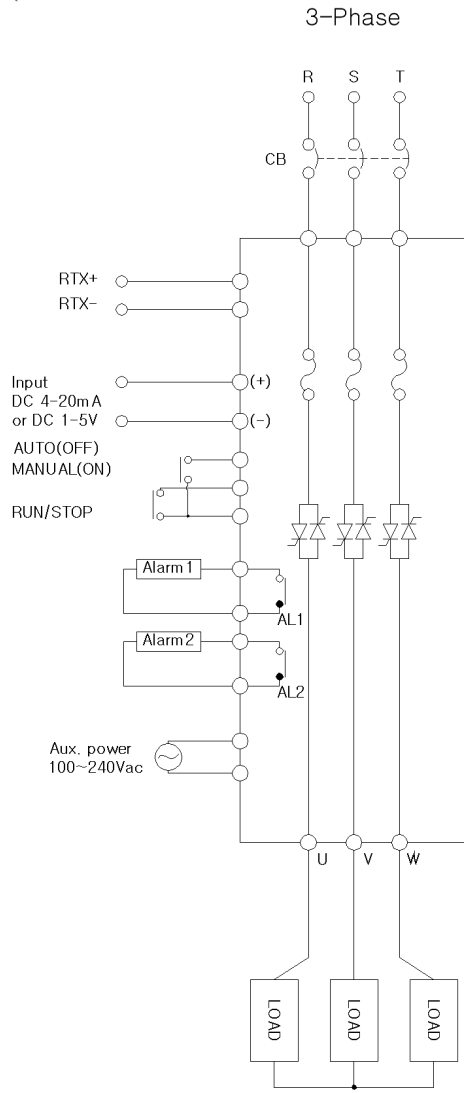 3-Phase
R S T
CB
RTX+
RTX-
Input
DC 4-20mA
or DC 1-5V
(+)
(-)
AUTO(OFF)
MANUAL(ON)
RUN/STOP
Alarm1
AL1
Alarm2
AL2
Aux. power
100~240Vac
U V W
LOAD LOAD LOAD